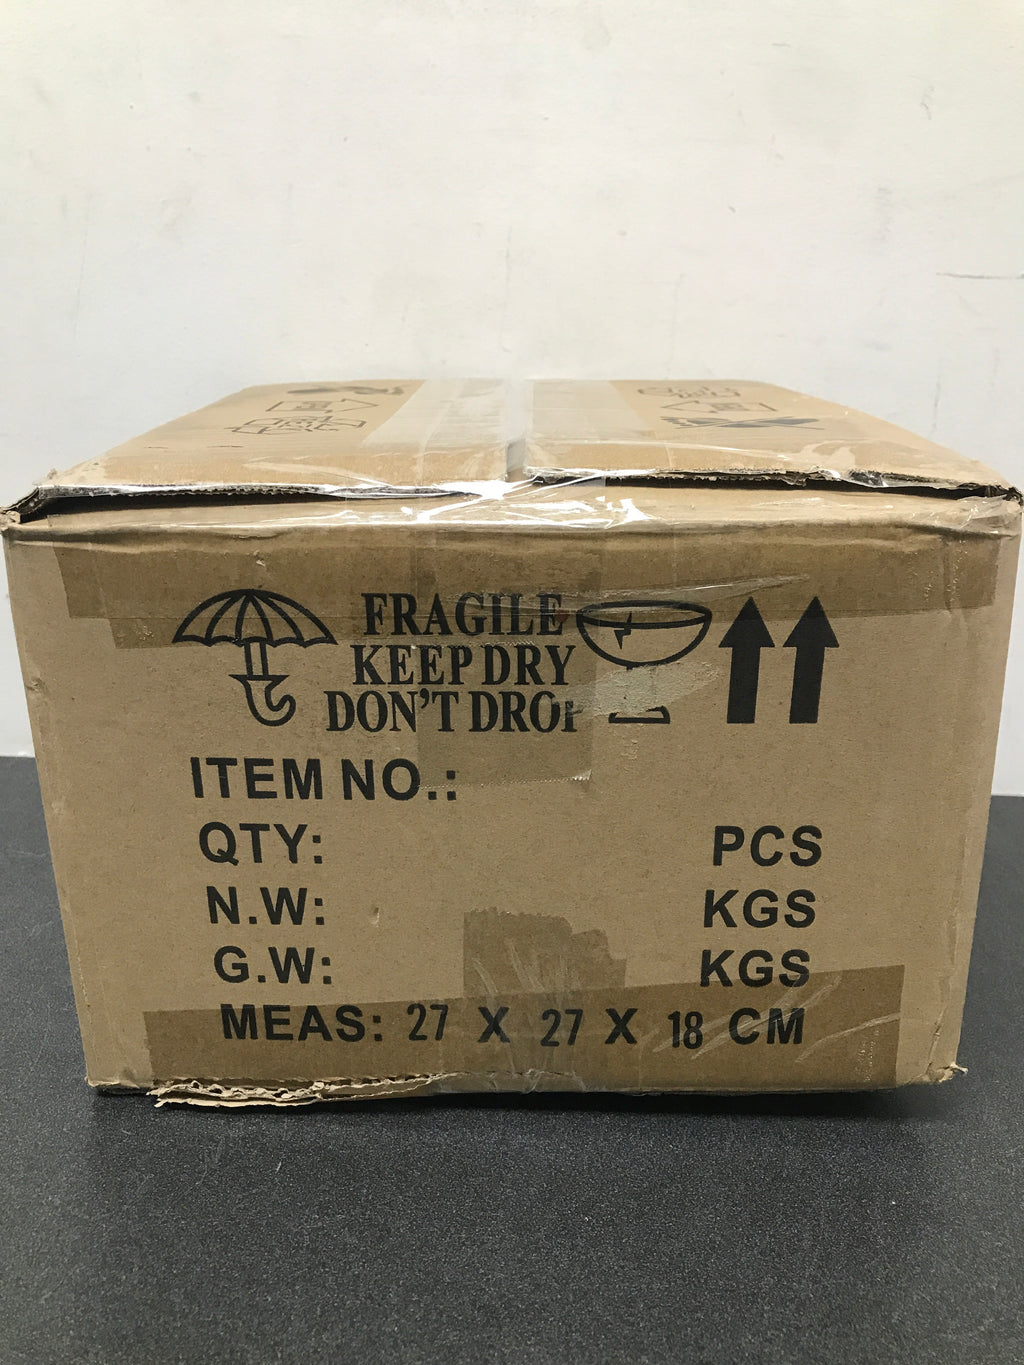 FRAGILE
KEEP DRY
DON'T DROP
ITEM NO.:
QTY: PCS
N.W: KGS
G.W: KGS
MEAS: 27 X 27 X 18 CM